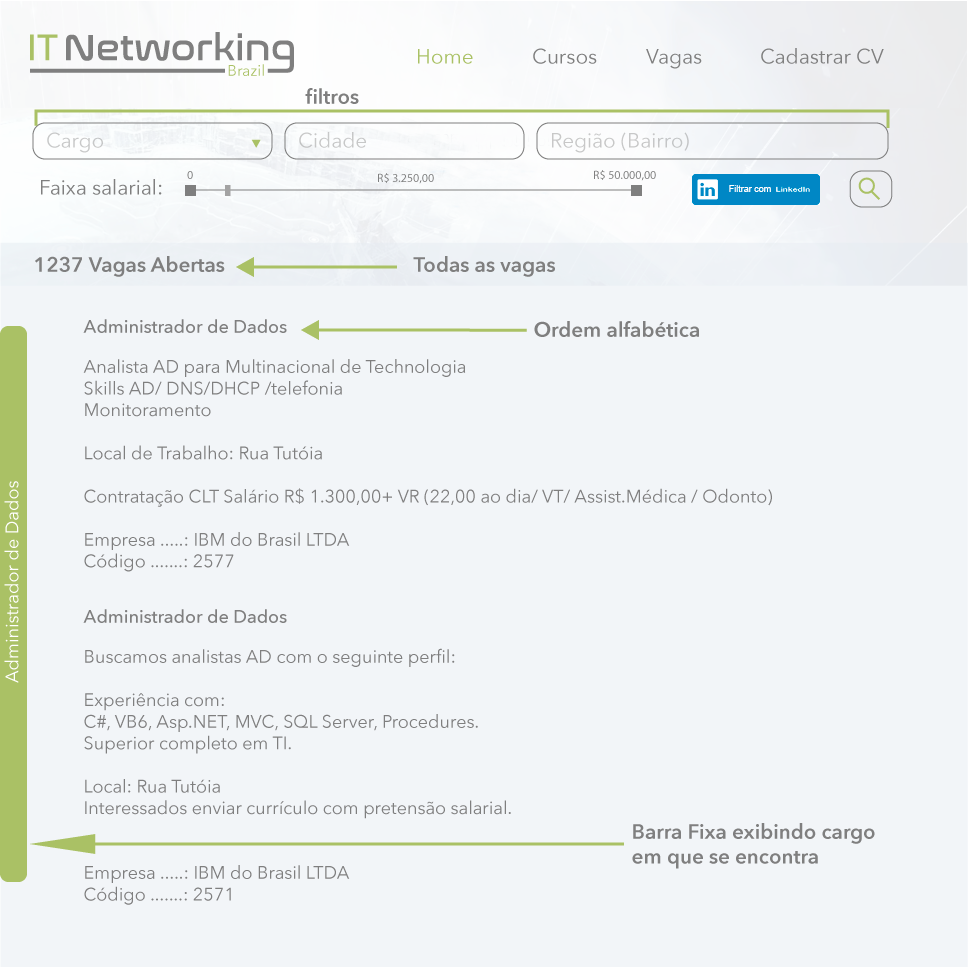 IT Networking
Brazil
Home Cursos Vagas Cadastrar CV
filtros
Cargo Cidade Região (Bairro)
Faixa salarial: 0 R$ 3.250,00 R$ 50.000,00 in Filtrar com LinkedIn
1237 Vagas Abertas Todas as vagas
Administrador de Dados Ordem alfabética
Analista AD para Multinacional de Technologia
Skills AD/ DNS/DHCP /telefonia
Monitoramento
Local de Trabalho: Rua Tutóia
Contratação CLT Salário R$ 1.300,00+ VR (22,00 ao dia/ VT/ Assist.Médica / Odonto)
Empresa .....: IBM do Brasil LTDA
Código .......: 2577
Administrador de Dados
Administrador de Dados
Buscamos analistas AD com o seguinte perfil:
Experiência com:
C#, VB6, Asp.NET, MVC, SQL Server, Procedures.
Superior completo em TI.
Local: Rua Tutóia
Interessados enviar currículo com pretensão salarial.
Barra Fixa exibindo cargo
em que se encontra
Empresa .....: IBM do Brasil LTDA
Código .......: 2571